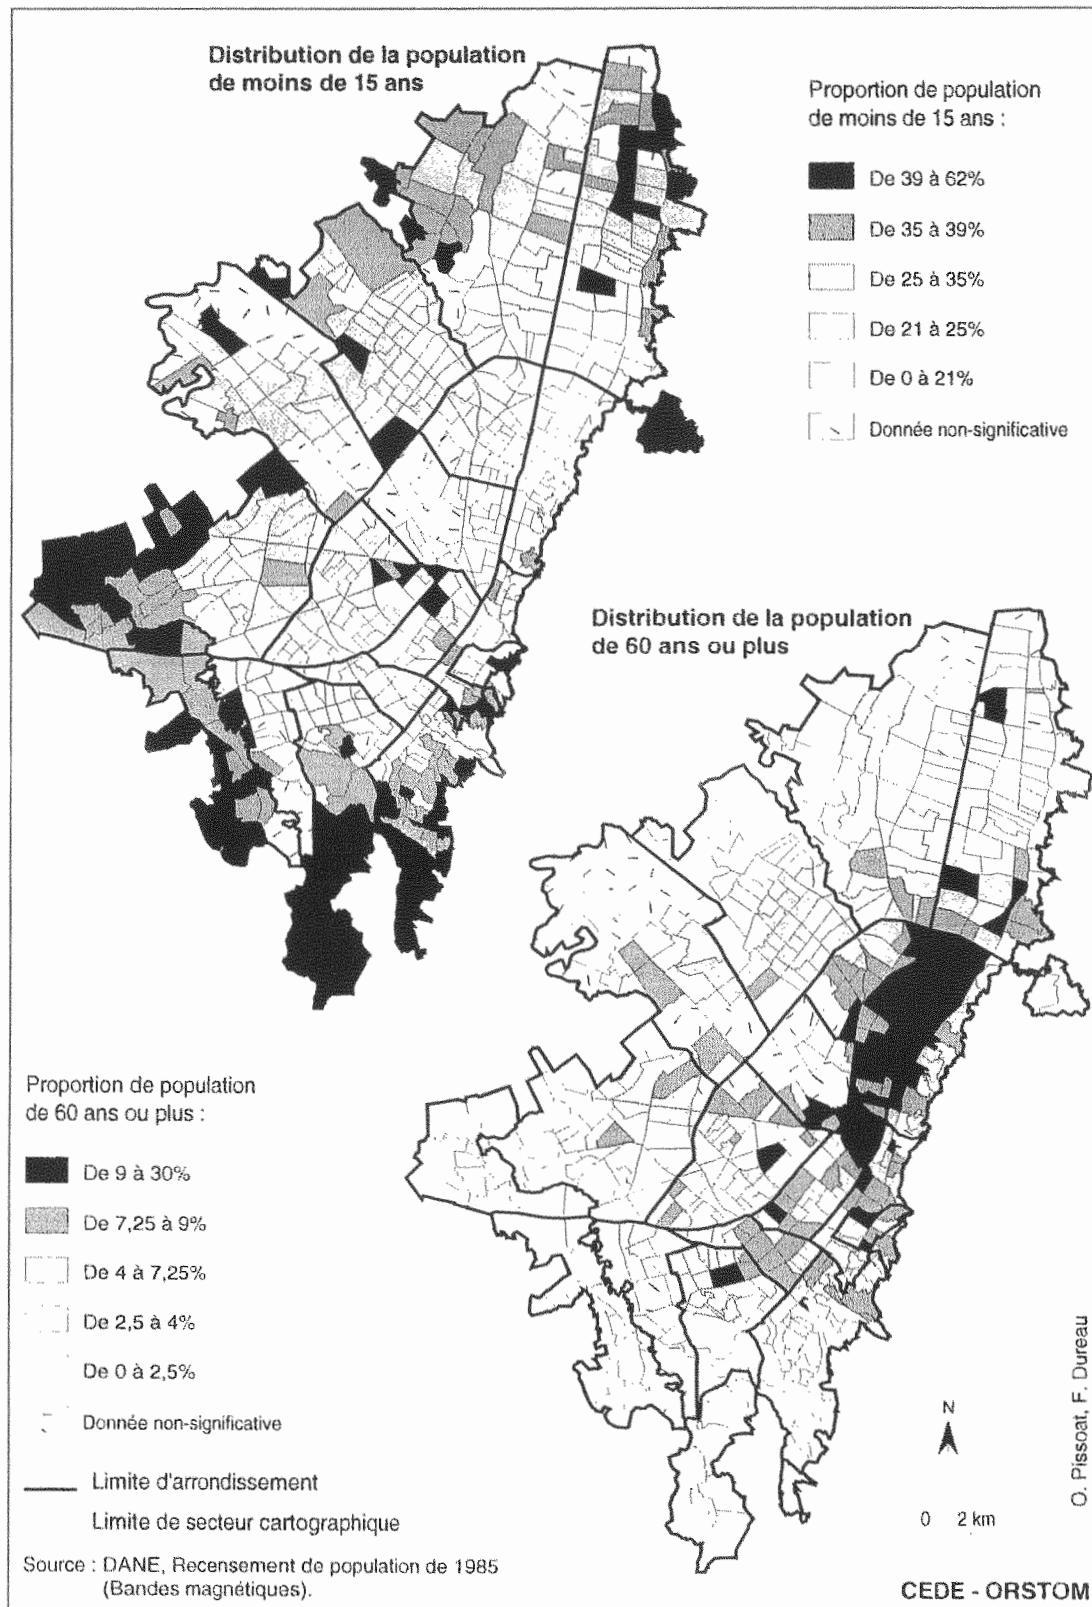 Distribution de la population
de moins de 15 ans
Proportion de population
de moins de 15 ans :
De 39 à 62%
De 35 à 39%
De 25 à 35%
De 21 à 25%
De 0 à 21%
Donnée non-significative
Distribution de la population
de 60 ans ou plus
Proportion de population
de 60 ans ou plus :
De 9 à 30%
De 7,25 à 9%
De 4 à 7,25%
De 2,5 à 4%
De 0 à 2,5%
Donnée non-significative
Limite d'arrondissement
Limite de secteur cartographique
Source : DANE, Recensement de population de 1985
(Bandes magnétiques).
N
0 2 km
O. Pissoat, F. Dureau
CEDE - ORSTOM